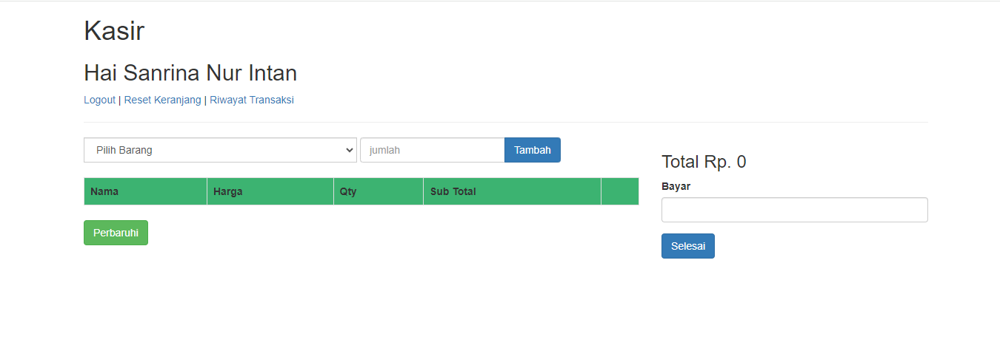 Kasir
Hai Sanrina Nur Intan
Logout | Reset Keranjang | Riwayat Transaksi
Pilih Barang jumlah Tambah
Nama Harga Qty Sub Total
Perbaruhi
Total Rp. 0
Bayar
Selesai